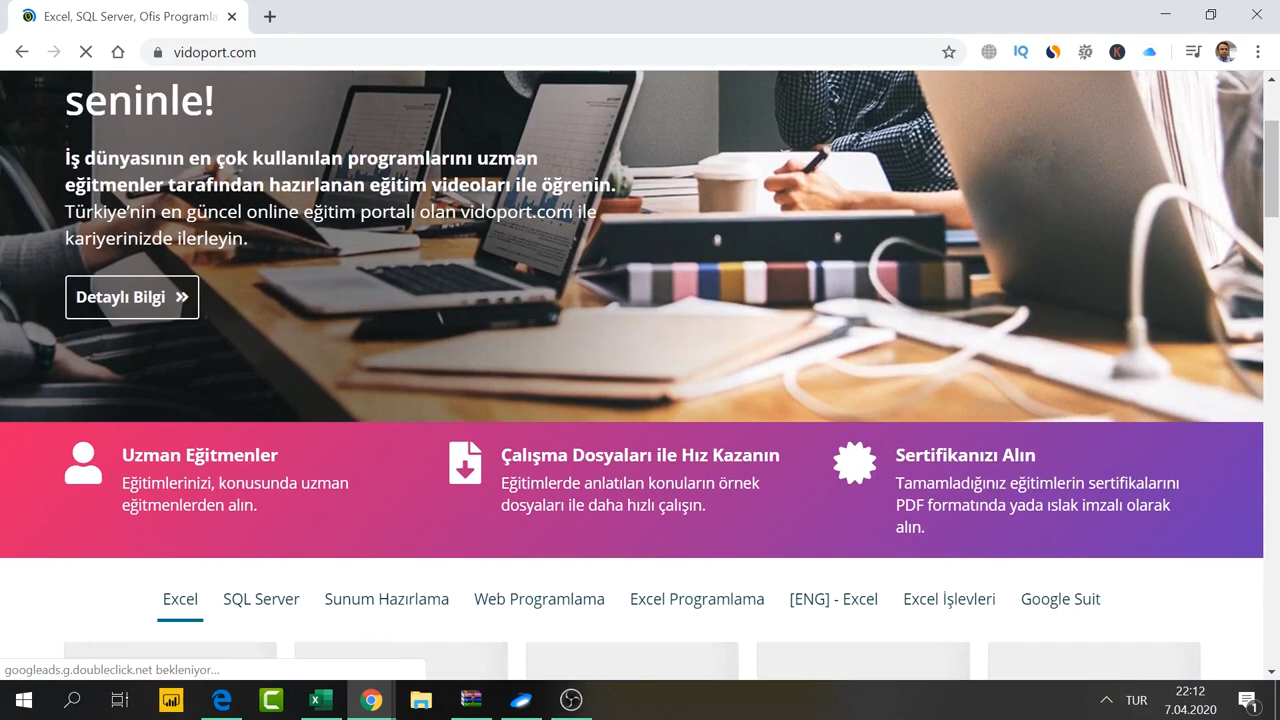 Excel, SQL Server, Ofis Programla
vidoport.com
seninle!
İş dünyasının en çok kullanılan programlarını uzman
eğitmenler tarafından hazırlanan eğitim videoları ile öğrenin.
Türkiye'nin en güncel online eğitim portalı olan vidoport.com ile
kariyerinizde ilerleyin.
Detaylı Bilgi
Uzman Eğitmenler
Eğitimlerinizi, konusunda uzman
eğitmenlerden alın.
Çalışma Dosyaları ile Hız Kazanın
Eğitimlerde anlatılan konuların örnek
dosyaları ile daha hızlı çalışın.
Sertifikanızı Alın
Tamamladığınız eğitimlerin sertifikalarını
PDF formatında yada ıslak imzalı olarak
alın.
Excel SQL Server Sunum Hazırlama Web Programlama Excel Programlama [ENG] - Excel Excel İşlevleri Google Suit
googleads.g.doubleclick.net bekleniyor...
TUR
22:12
7.04.2020
1